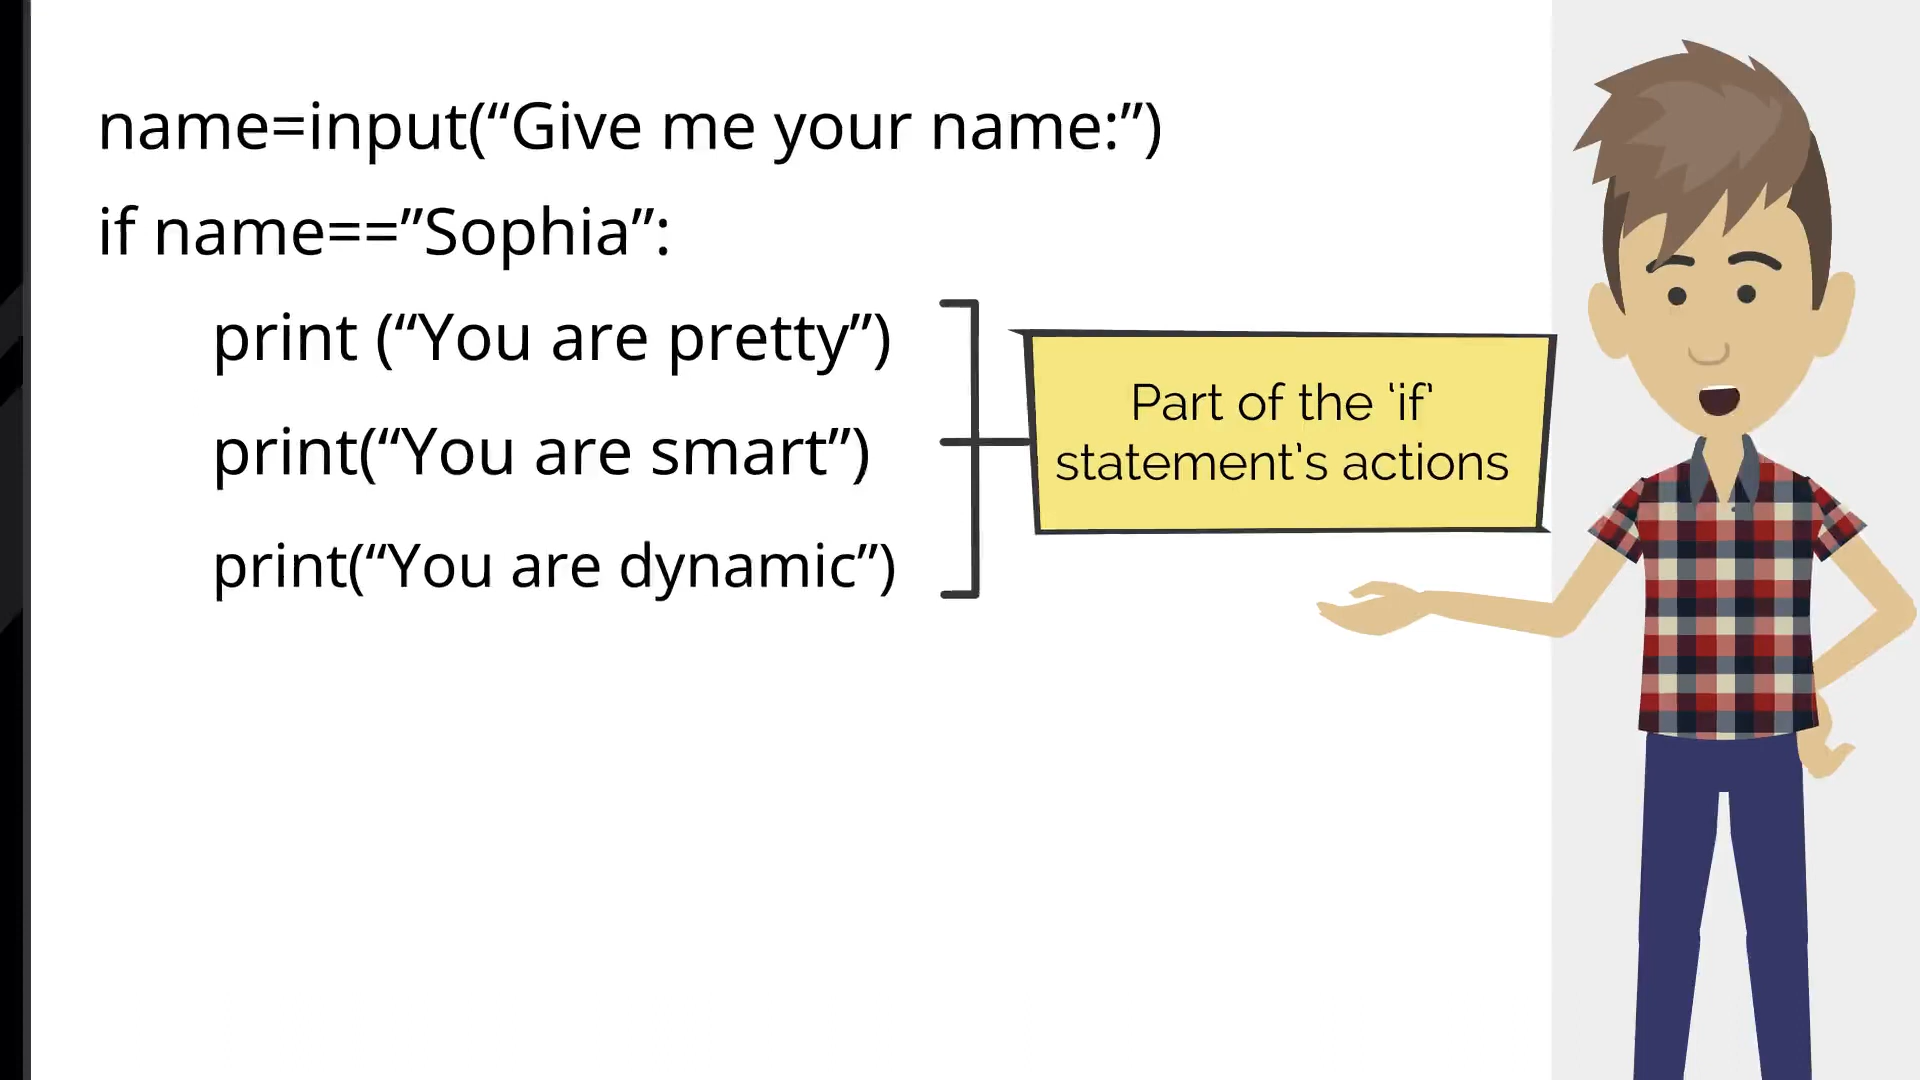 name=input(“Give me your name:”)
if name==”Sophia”:
print (“You are pretty”)
print(“You are smart”)
print(“You are dynamic”)
Part of the ‘if’
statement’s actions